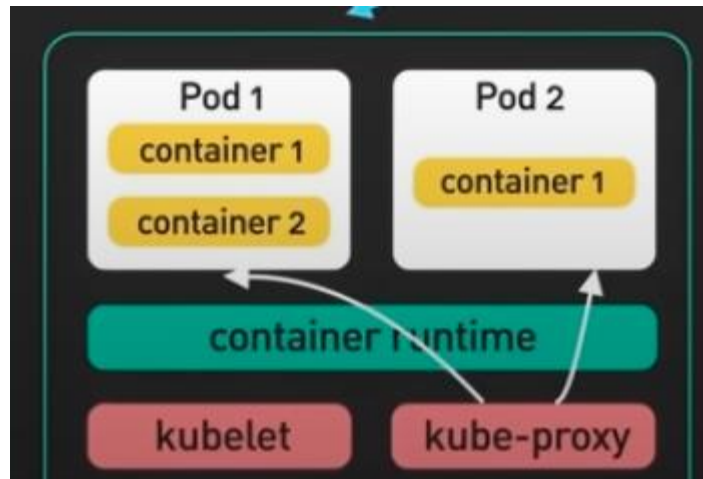 Pod 1
container 1
container 2
Pod 2
container 1
container runtime
kubelet
kube-proxy